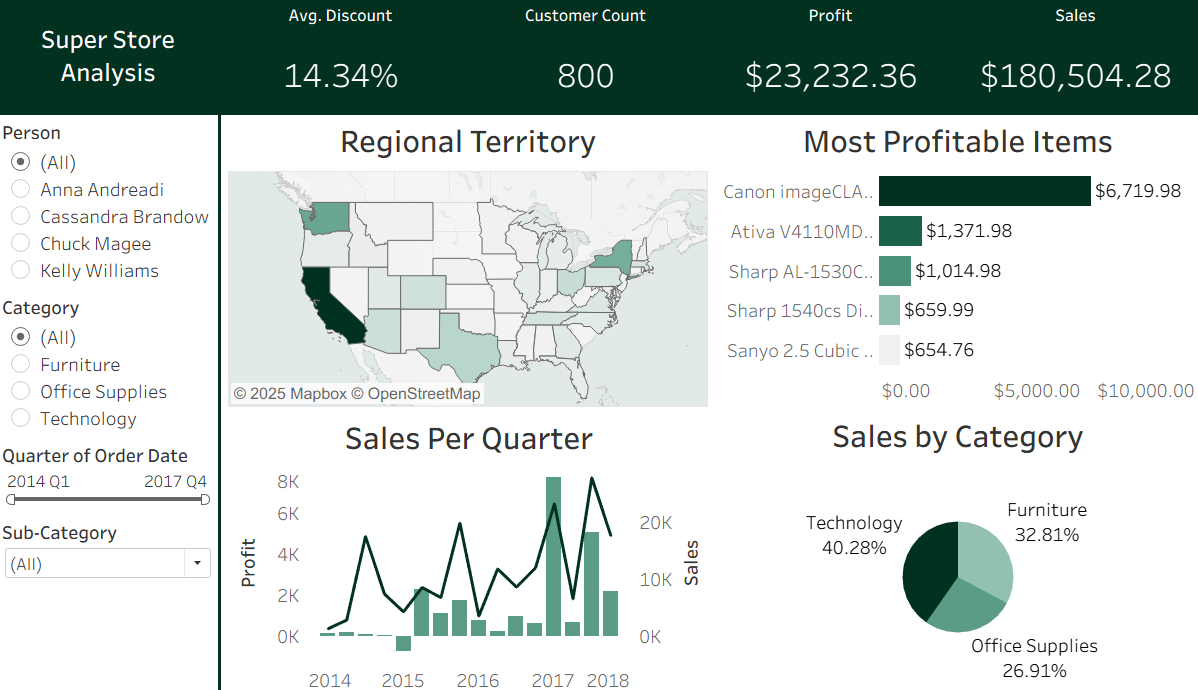 Super Store
Analysis
Avg. Discount
14.34%
Customer Count
800
Profit
$23,232.36
Sales
$180,504.28
Person
(All)
Anna Andreadi
Cassandra Brandow
Chuck Magee
Kelly Williams
Category
(All)
Furniture
Office Supplies
Technology
Quarter of Order Date
2014 Q1 2017 Q4
Sub-Category
(All)
Regional Territory
© 2025 Mapbox © OpenStreetMap
Most Profitable Items
Canon imageCLA.. $6,719.98
Ativa V4110MD.. $1,371.98
Sharp AL-1530C.. $1,014.98
Sharp 1540cs Di.. $659.99
Sanyo 2.5 Cubic .. $654.76
$0.00 $5,000.00 $10,000.00
Sales Per Quarter
Profit
8K
6K
4K
2K
0K
Sales
20K
10K
0K
2014 2015 2016 2017 2018
Sales by Category
Technology
40.28%
Furniture
32.81%
Office Supplies
26.91%